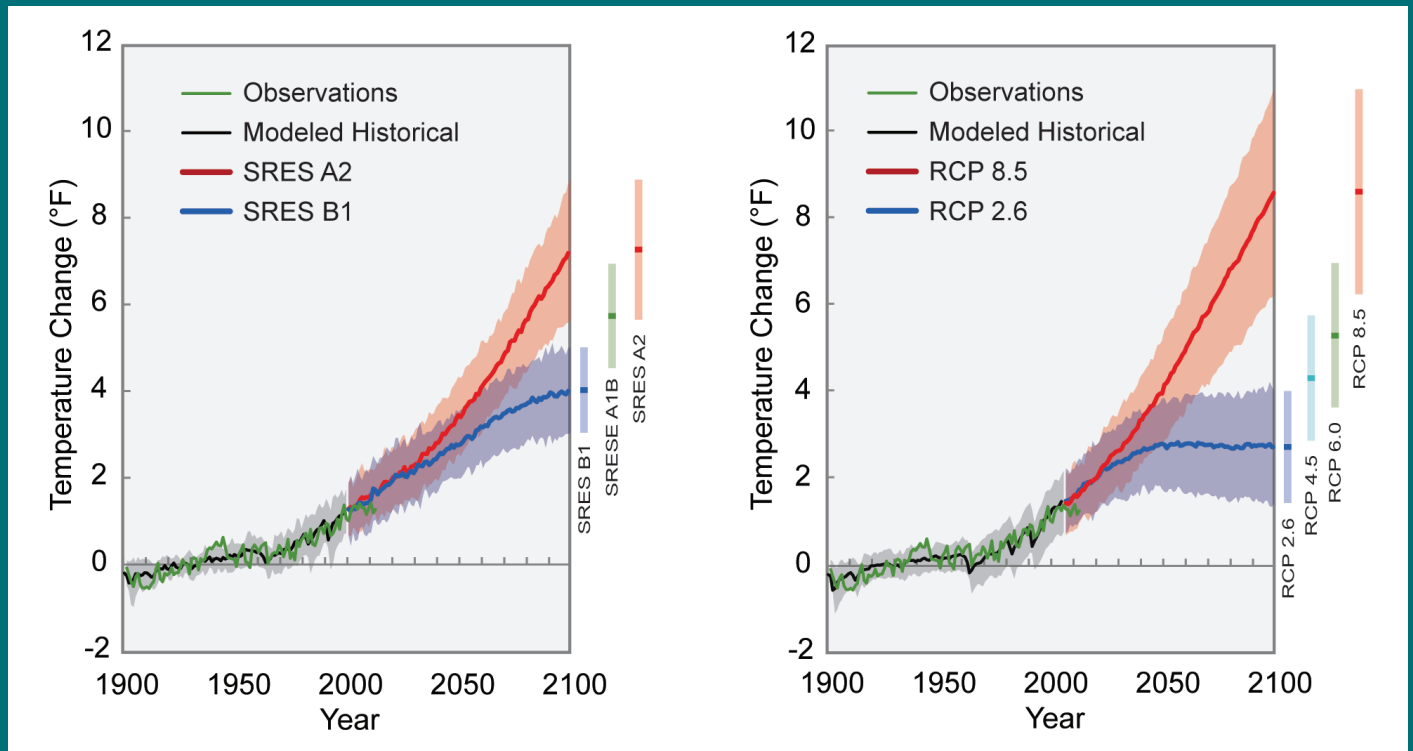 12
10
8
6
4
2
0
-2
Temperature Change (°F)
Observations
Modeled Historical
SRES A2
SRES B1
1900 1950 2000 2050 2100
Year
SRES B1
SRESE A1B
SRES A2
12
10
8
6
4
2
0
-2
Temperature Change (°F)
Observations
Modeled Historical
RCP 8.5
RCP 2.6
1900 1950 2000 2050 2100
Year
RCP 2.6
RCP 4.5
RCP 6.0
RCP 8.5